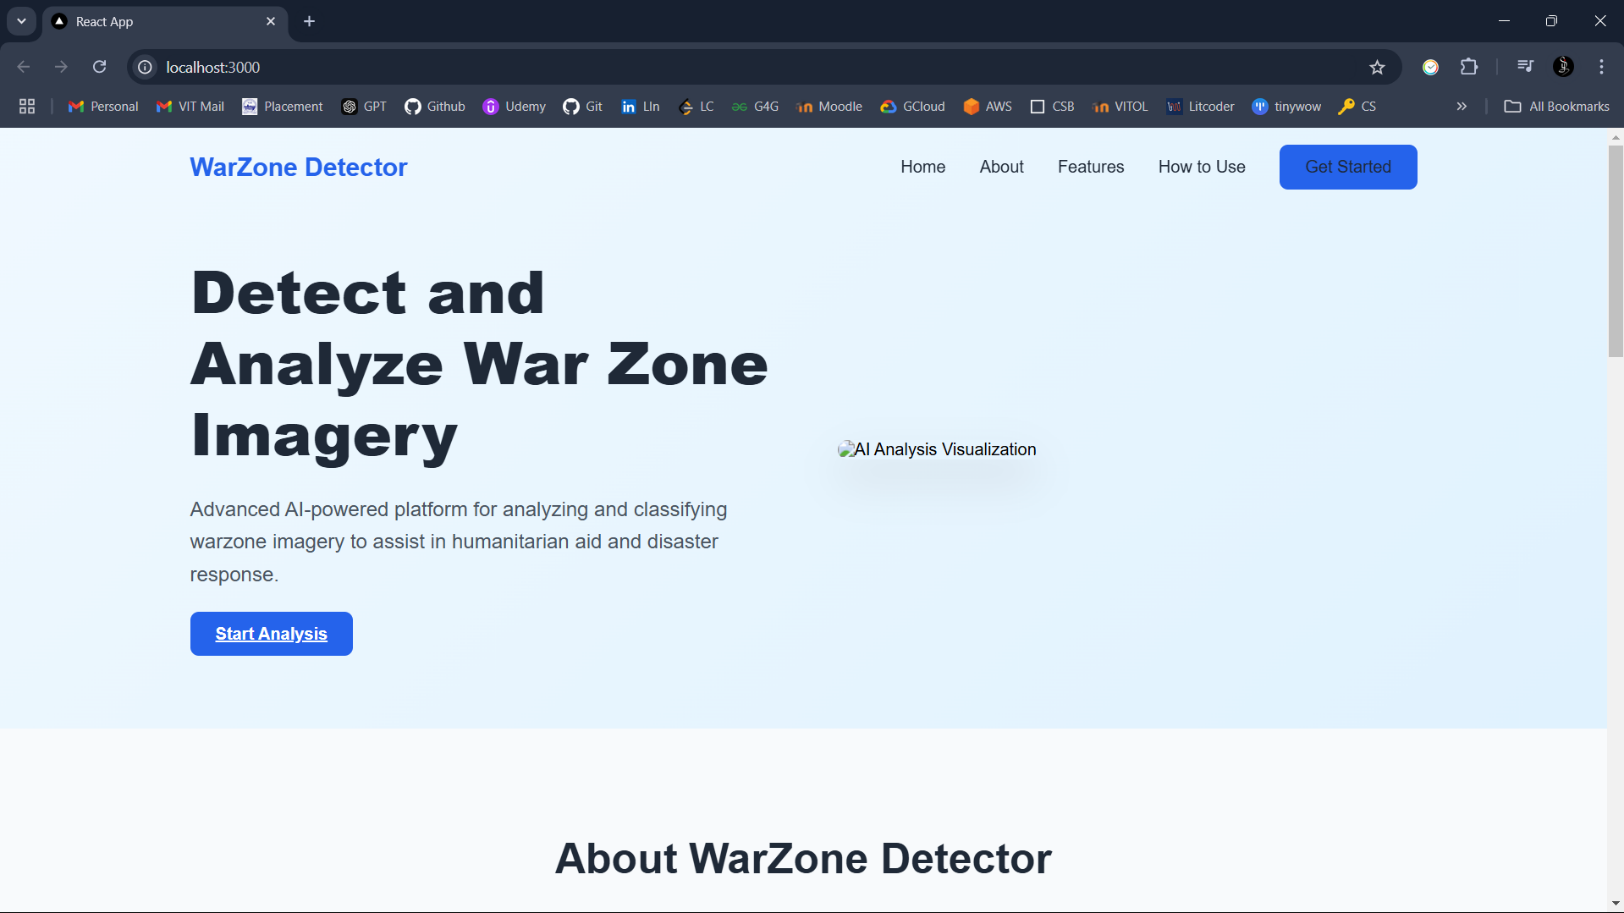 React App
localhost:3000
Personal VIT Mail Placement GPT Github Udemy Git LIn LC G4G Moodle GCloud AWS CSB VITOL Litcoder tinywow CS » All Bookmarks
WarZone Detector Home About Features How to Use Get Started
Detect and
Analyze War Zone
Imagery
AI Analysis Visualization
Advanced AI-powered platform for analyzing and classifying
warzone imagery to assist in humanitarian aid and disaster
response.
Start Analysis
About WarZone Detector